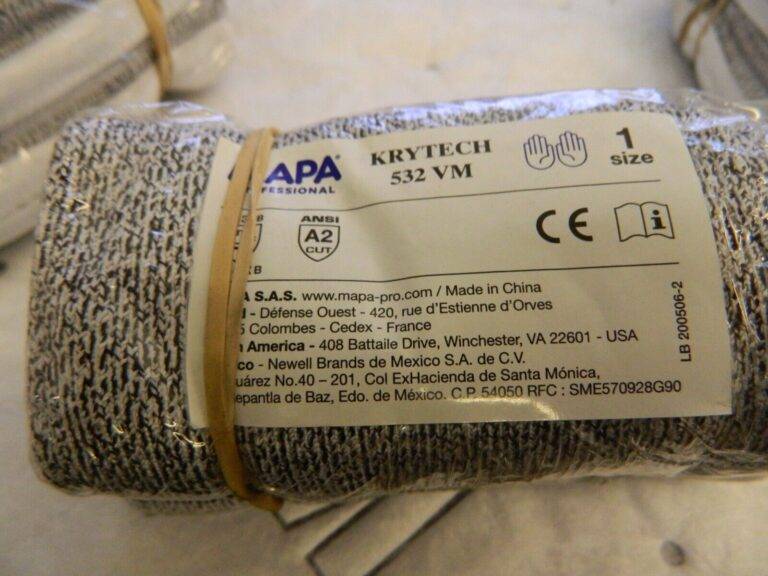 APA
FESSIONAL
KRYTECH
532 VM
1
size
ANSI
A2
CUT
CE
i
S.A.S. www.mapa-pro.com / Made in China
- Défense Ouest - 420, rue d'Estienne d'Orves
Colombes - Cedex - France
America - 408 Battaile Drive, Winchester, VA 22601 - USA
- Newell Brands de Mexico S.A. de C.V.
No.40 – 201, Col ExHacienda de Santa Mónica,
de Baz, Edo. de México. C.P. 54050 RFC : SME570928G90
LB 200506-2